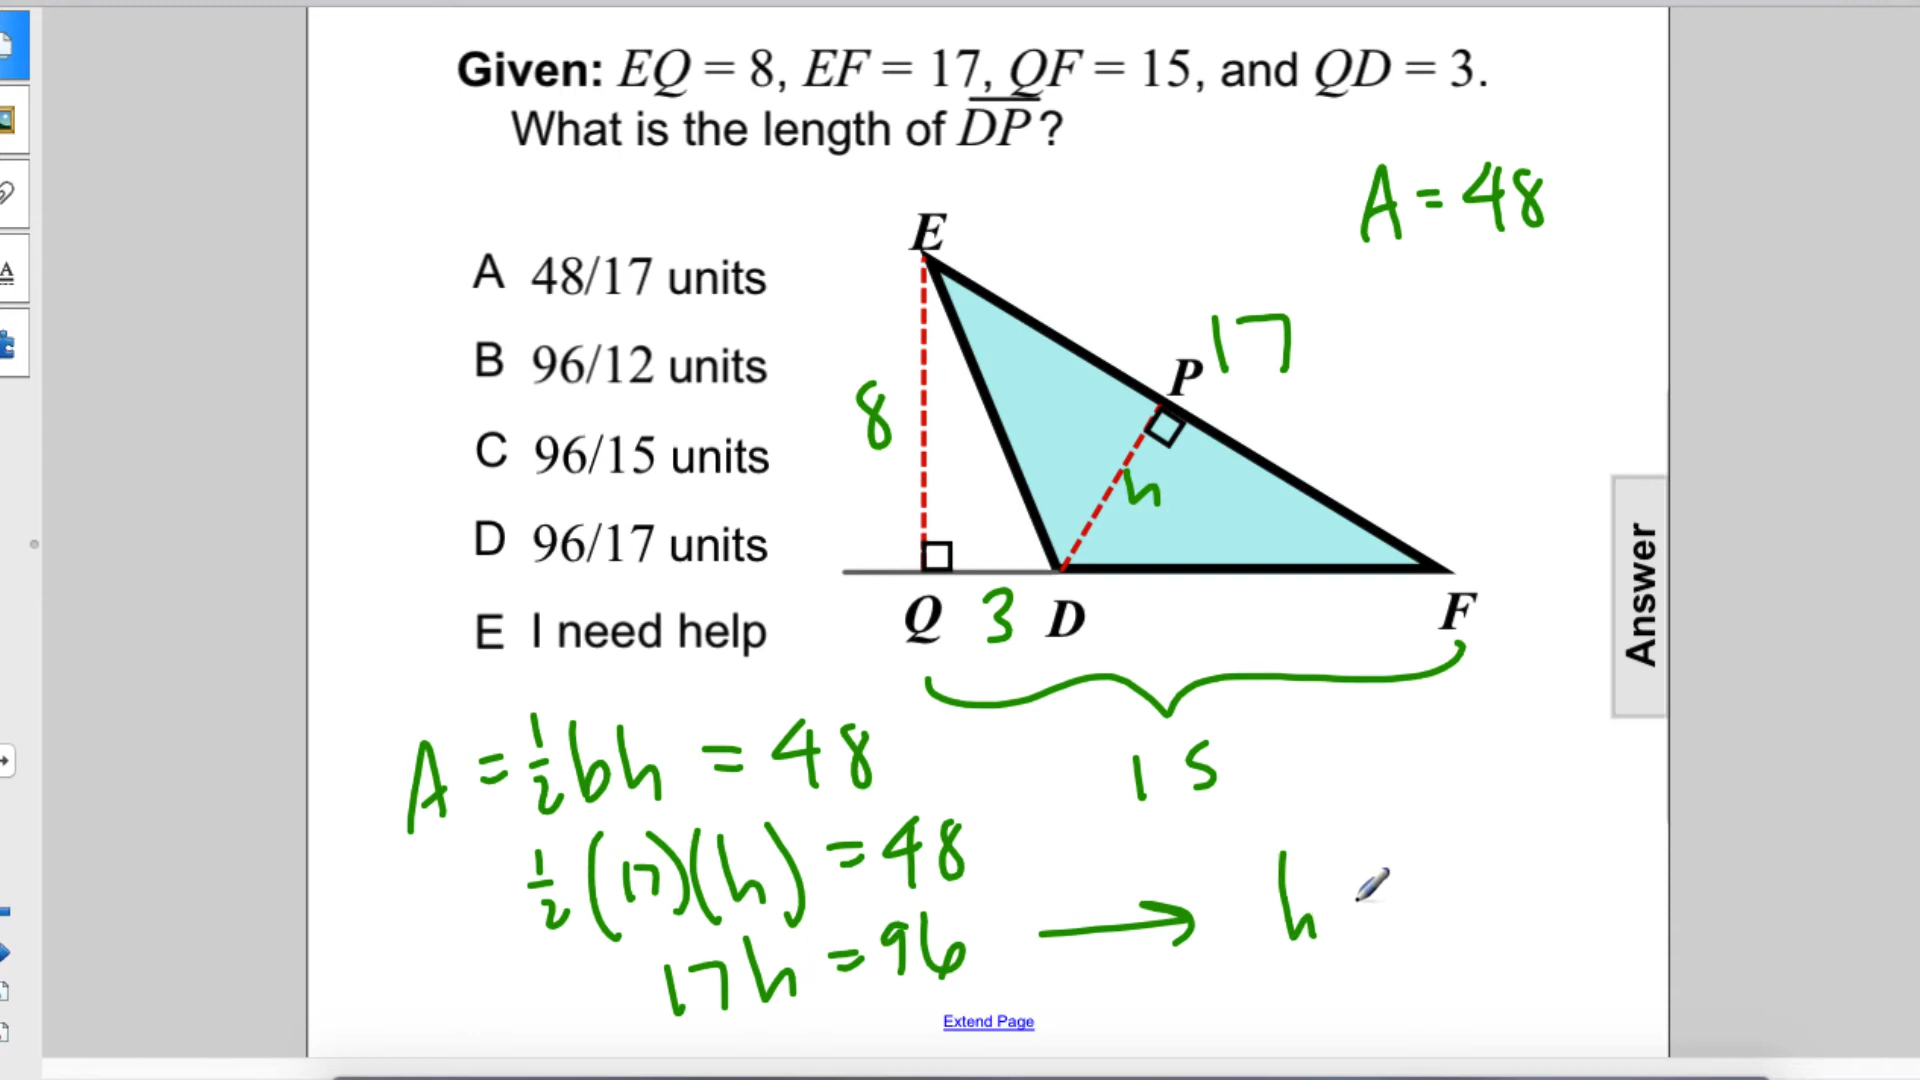 Given: EQ = 8, EF = 17, QF = 15, and QD = 3.
What is the length of DP?
A = 48
E
A 48/17 units
17
B 96/12 units
P
8
C 96/15 units
h
D 96/17 units
Answer
Q 3 D F
E I need help
A = 1/2 bh = 48
15
1/2 (17)(h) = 48
17h = 96 → h
Extend Page